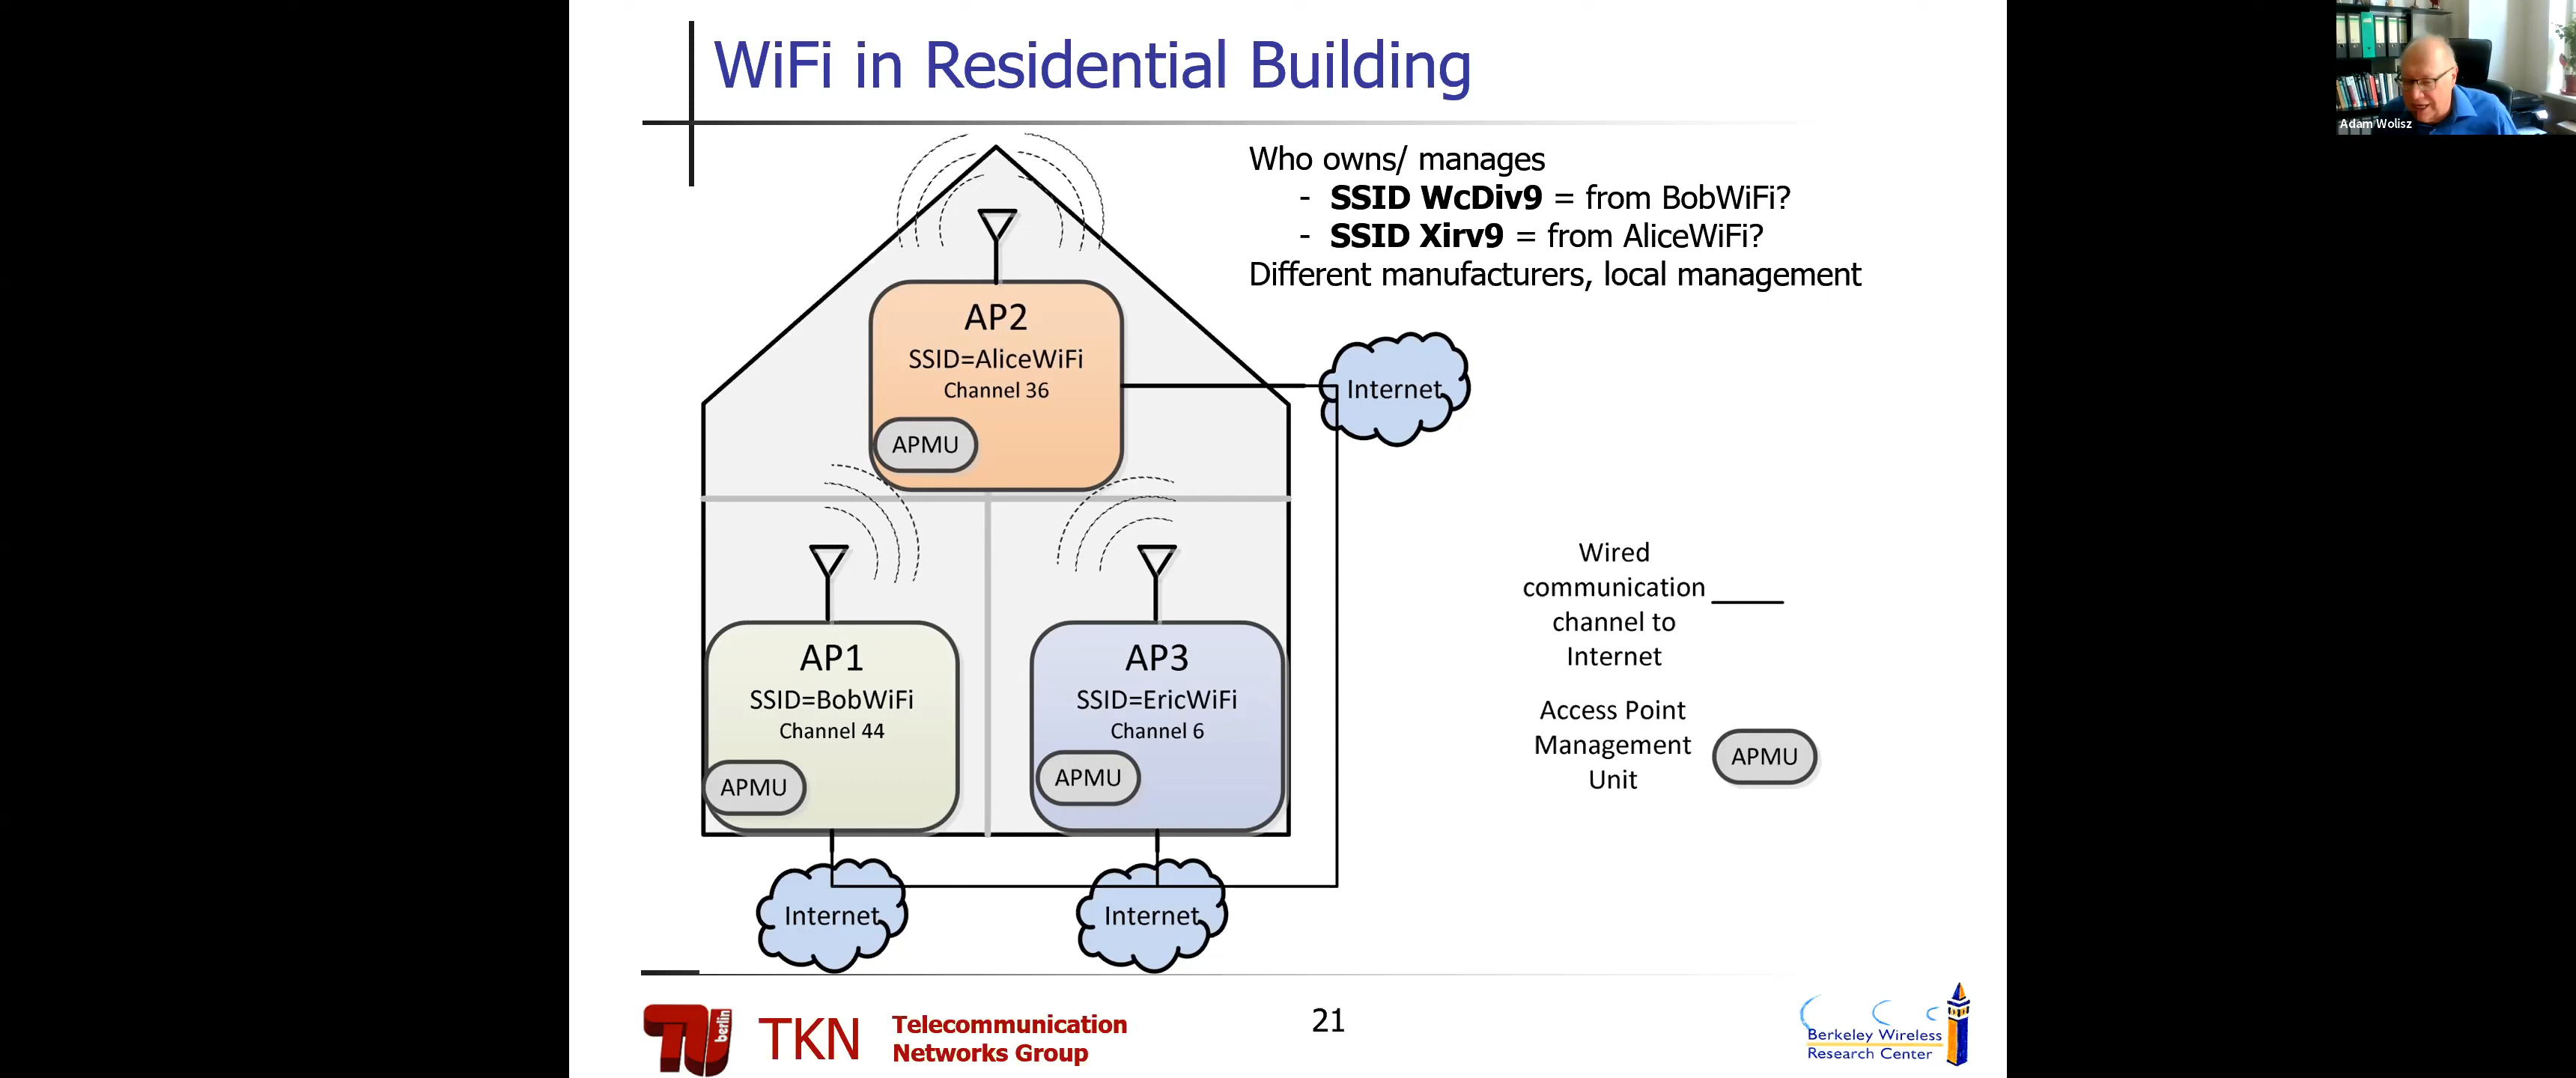 WiFi in Residential Building
Adam Wolisz
Who owns/ manages
- SSID WcDiv9 = from BobWiFi?
- SSID Xirv9 = from AliceWiFi?
Different manufacturers, local management
AP2
SSID=AliceWiFi
Channel 36
APMU
Internet
AP1
SSID=BobWiFi
Channel 44
APMU
AP3
SSID=EricWiFi
Channel 6
APMU
Internet
Internet
Wired
communication
channel to
Internet
Access Point
Management
Unit
APMU
TU berlin
TKN
Telecommunication
Networks Group
21
Berkeley Wireless
Research Center